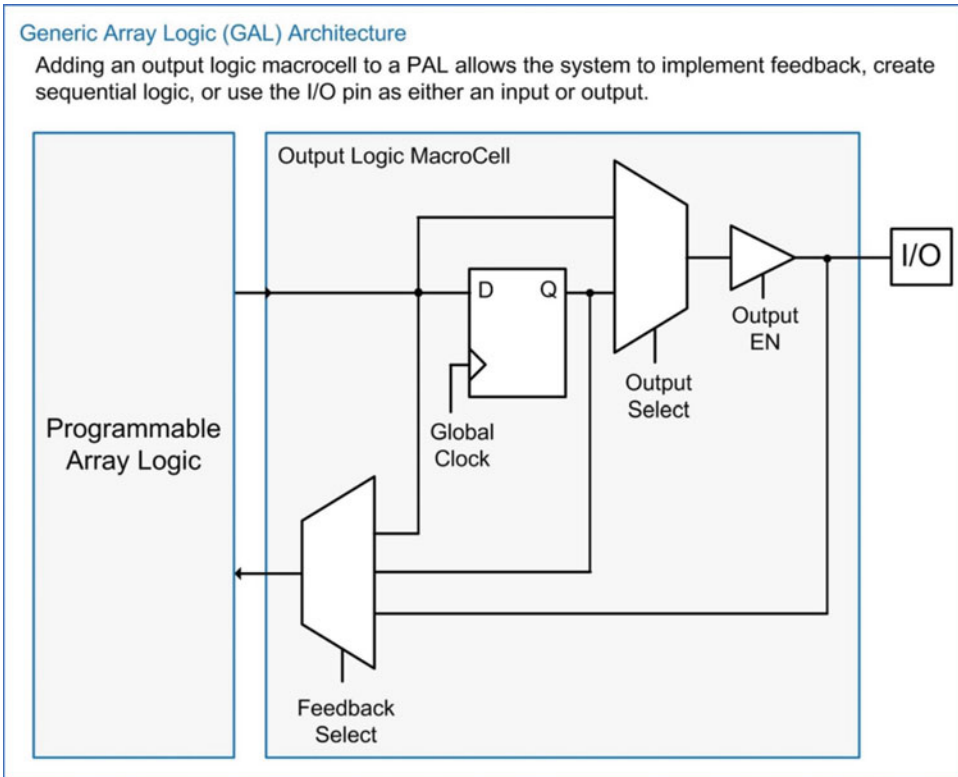 Generic Array Logic (GAL) Architecture
Adding an output logic macrocell to a PAL allows the system to implement feedback, create
sequential logic, or use the I/O pin as either an input or output.
Output Logic MacroCell
I/O
D
Q
Output
EN
Output
Select
Global
Clock
Programmable
Array Logic
Feedback
Select